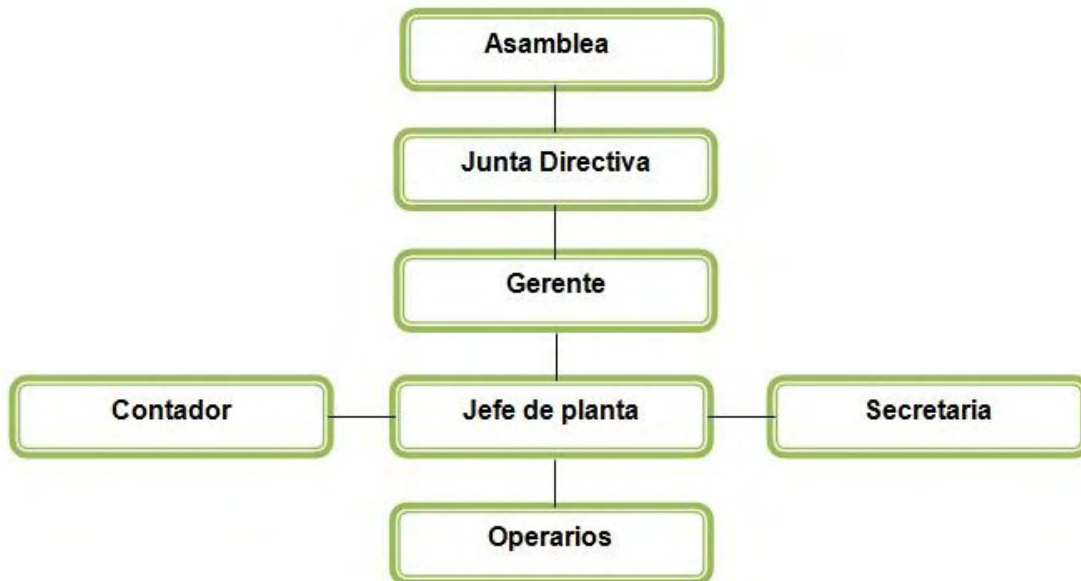 Asamblea
Junta Directiva
Gerente
Contador
Jefe de planta
Secretaria
Operarios